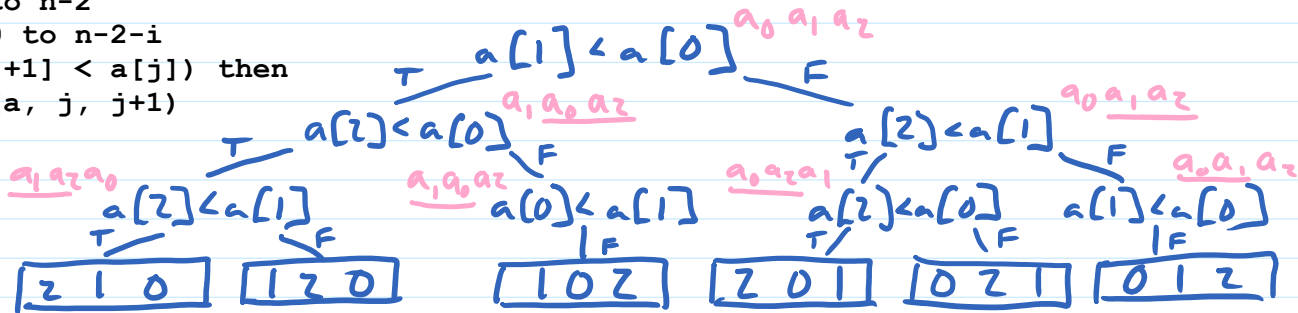 to n-2
to n-2-i
+1] < a[j]) then
a, j, j+1)
a[1] < a[0]
a₀ a₁ a₂
T
F
a[2] < a[0]
a₁ a₀ a₂
a[2] < a[1]
a₀ a₁ a₂
T
F
T
F
a₁ a₂ a₀
a[2] < a[1]
a₁ a₀ a₂
a[0] < a[1]
a₀ a₂ a₁
a[2] < a[0]
a₀ a₁ a₂
a[1] < a[0]
T
F
F
T
F
F
2 1 0
1 2 0
1 0 2
2 0 1
0 2 1
0 1 2